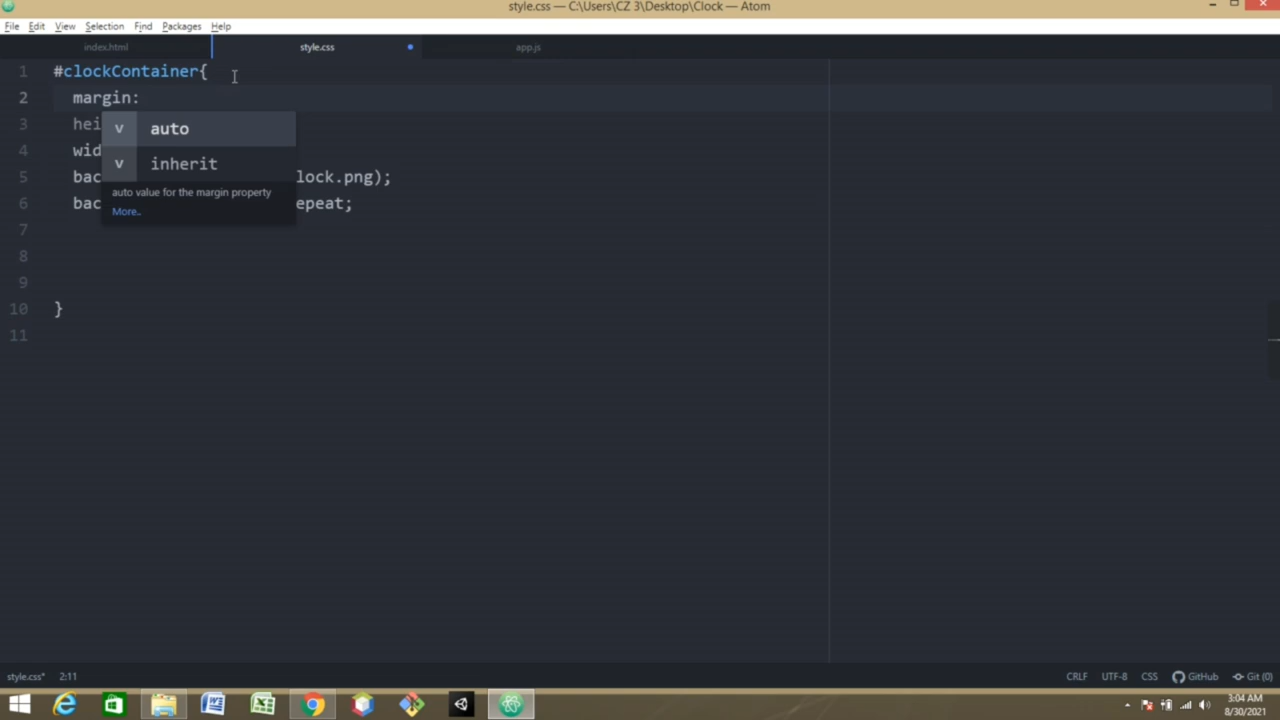 style.css — C:\Users\CZ 3\Desktop\Clock — Atom
File Edit View Selection Find Packages Help
index.html style.css app.js
1 #clockContainer{
2 margin:
3 hei
4 wid
5 bac lock.png);
6 bac epeat;
7
8
9
10 }
11
v auto
v inherit
auto value for the margin property
More..
style.css* 2:11 CRLF UTF-8 CSS GitHub Git (0)
3:04 AM
8/30/2021